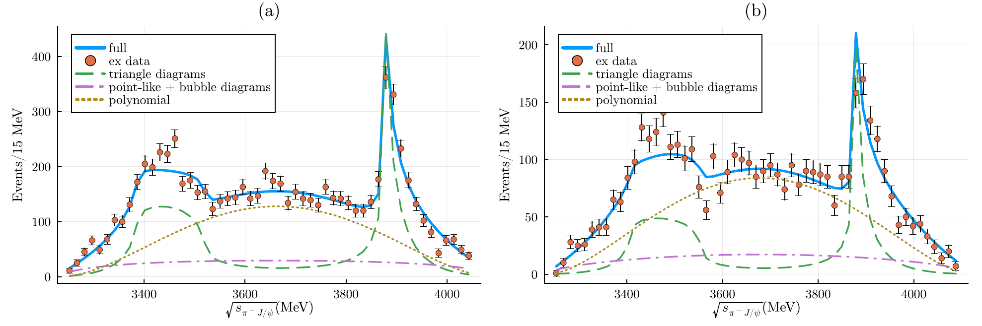 (a)
full
ex data
triangle diagrams
point-like + bubble diagrams
polynomial
Events/15 MeV
400
300
200
100
0
3400
3600
3800
4000
√s_{π⁻ J/ψ}(MeV)
(b)
full
ex data
triangle diagrams
point-like + bubble diagrams
polynomial
Events/15 MeV
200
150
100
50
0
3400
3600
3800
4000
√s_{π⁻ J/ψ}(MeV)